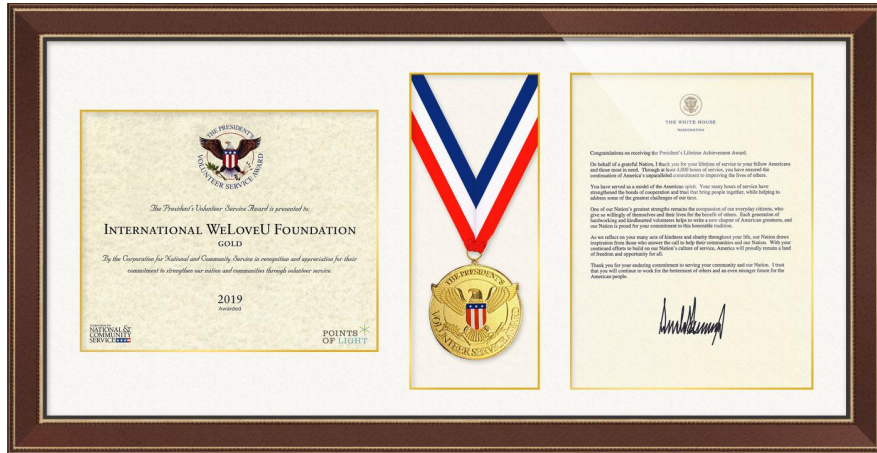 THE PRESIDENT'S
VOLUNTEER SERVICE AWARD
The President's Volunteer Service Award is presented to:
INTERNATIONAL WELOVEU FOUNDATION
GOLD
By the Corporation for National and Community Service in recognition and appreciation for their
commitment to strengthen our nation and communities through volunteer service.
2019
Awarded
NATIONAL &
COMMUNITY
SERVICE
POINTS
OF LIGHT
THE PRESIDENT'S
VOLUNTEER SERVICE AWARD
THE WHITE HOUSE
WASHINGTON
Congratulations on receiving the President's Lifetime Achievement Award.
On behalf of a grateful Nation, I thank you for your lifetime of service to your fellow Americans
and those most in need. Through at least 4,000 hours of service, you have ensured the
continuation of America's unparalleled commitment to improving the lives of others.
You have served as a model of the American spirit. Your many hours of service have
strengthened the bonds of cooperation and trust that bring people together, while helping to
address some of the greatest challenges of our time.
One of our Nation's greatest strengths remains the compassion of our everyday citizens, who
give so willingly of themselves and their lives for the benefit of others. Each generation of
hardworking and kindhearted volunteers helps to write a new chapter of American greatness, and
our Nation is proud for your commitment to this honorable tradition.
As we reflect on your many acts of kindness and charity throughout your life, our Nation draws
inspiration from those who answer the call to help their communities and our Nation. With your
continued efforts to build on our Nation's culture of service, America will proudly remain a land
of freedom and opportunity for all.
Thank you for your enduring commitment to serving your community and our Nation. I trust
that you will continue to work for the betterment of others and an even stronger future for the
American people.